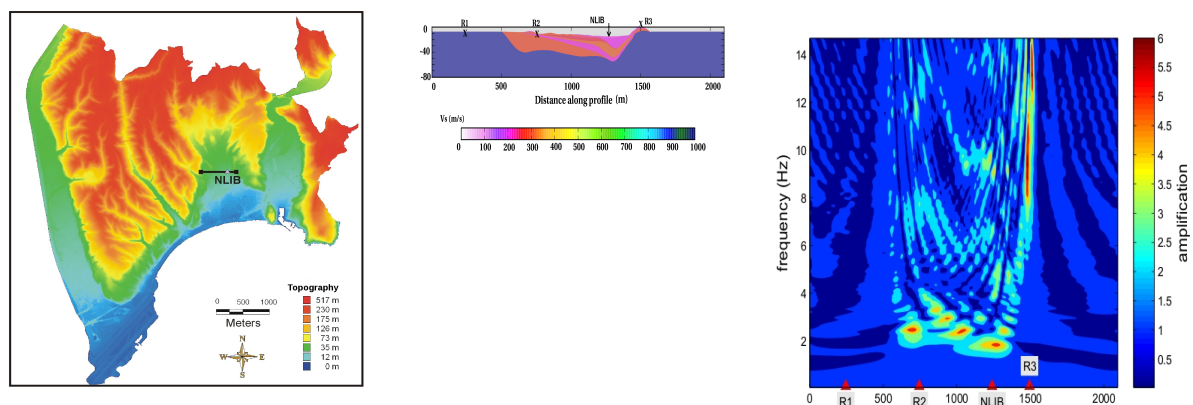 NLIB
0 500 1000
Meters
N
W E
S
Topography
517 m
230 m
175 m
126 m
73 m
35 m
12 m
0 m
R1 R2 NLIB R3
0
-40
-80
0 500 1000 1500 2000
Distance along profile (m)
Vs (m/s)
0 100 200 300 400 500 600 700 800 900 1000
frequency (Hz)
14
12
10
8
6
4
2
R3
R1 R2 NLIB
0 500 1000 1500 2000
6
5.5
5
4.5
4
3.5
3
2.5
2
1.5
1
0.5
amplification